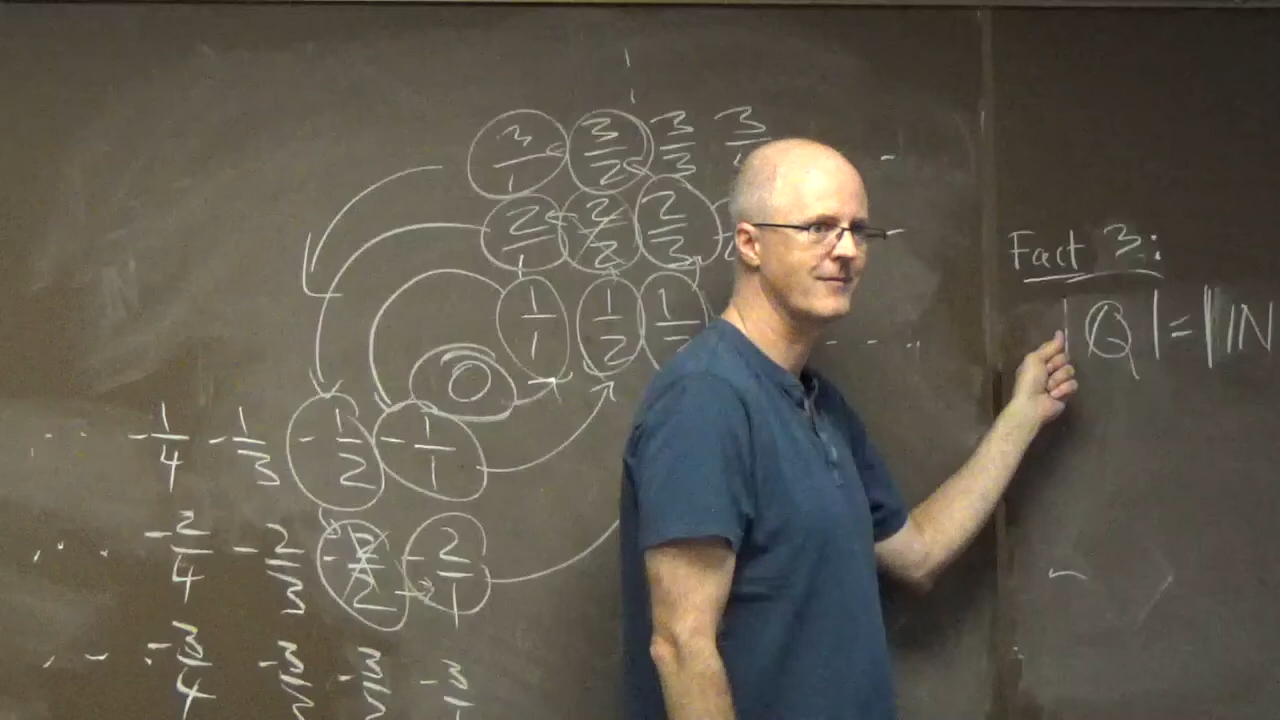 3/1 3/2 3/3 3/
2/1 2/2 2/3
1/1 1/2 1/
0
-1/4 -1/3 -1/2 -1/1
-2/4 -2/3 -2/2 -2/1
-3/4 -3/3 -3/2 -3/1
Fact 3:
|Q| = |IN